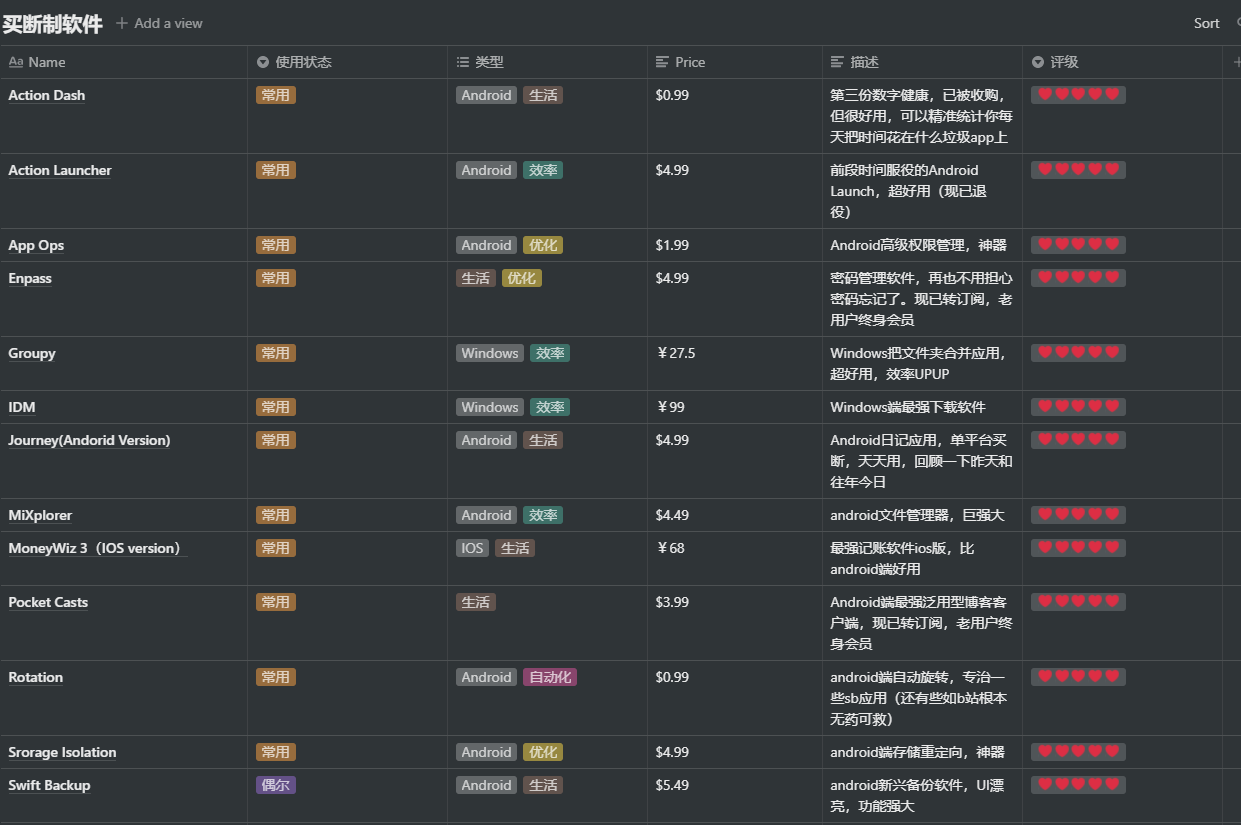 买断制软件 + Add a view Sort
Aa Name 使用状态 类型 Price 描述 评级
Action Dash 常用 Android 生活 $0.99 第三份数字健康，已被收购，
但很好用，可以精准统计你每
天把时间花在什么垃圾app上
Action Launcher 常用 Android 效率 $4.99 前段时间服役的Android
Launch，超好用（现已退
役）
App Ops 常用 Android 优化 $1.99 Android高级权限管理，神器
Enpass 常用 生活 优化 $4.99 密码管理软件，再也不用担心
密码忘记了。现已转订阅，老
用户终身会员
Groupy 常用 Windows 效率 ￥27.5 Windows把文件夹合并应用，
超好用，效率UPUP
IDM 常用 Windows 效率 ￥99 Windows端最强下载软件
Journey(Andorid Version) 常用 Android 生活 $4.99 Android日记应用，单平台买
断，天天用，回顾一下昨天和
往年今日
MiXplorer 常用 Android 效率 $4.49 android文件管理器，巨强大
MoneyWiz 3（IOS version） 常用 IOS 生活 ￥68 最强记账软件ios版，比
android端好用
Pocket Casts 常用 生活 $3.99 Android端最强泛用型博客客
户端，现已转订阅，老用户终
身会员
Rotation 常用 Android 自动化 $0.99 android端自动旋转，专治一
些sb应用（还有些如b站根本
无药可救）
Srorage Isolation 常用 Android 优化 $4.99 android端存储重定向，神器
Swift Backup 偶尔 Android 生活 $5.49 android新兴备份软件，UI漂
亮，功能强大